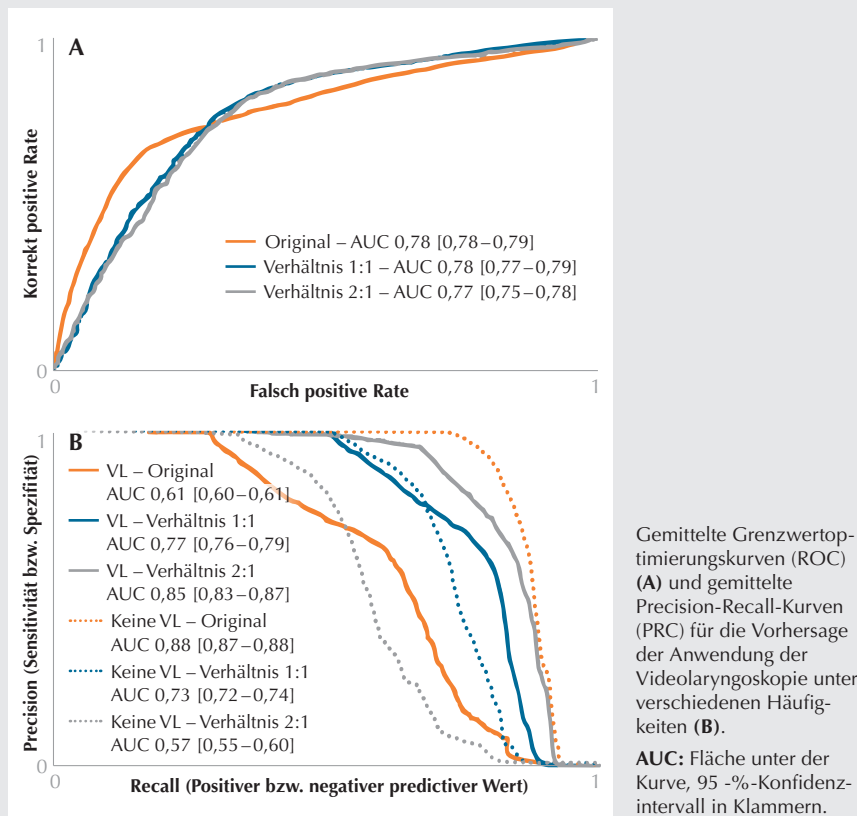 A
1
Korrekt positive Rate
Original – AUC 0,78 [0,78–0,79]
Verhältnis 1:1 – AUC 0,78 [0,77–0,79]
Verhältnis 2:1 – AUC 0,77 [0,75–0,78]
0
0
1
Falsch positive Rate
B
1
Precision (Sensitivität bzw. Spezifität)
VL – Original
AUC 0,61 [0,60–0,61]
VL – Verhältnis 1:1
AUC 0,77 [0,76–0,79]
VL – Verhältnis 2:1
AUC 0,85 [0,83–0,87]
Keine VL – Original
AUC 0,88 [0,87–0,88]
Keine VL – Verhältnis 1:1
AUC 0,73 [0,72–0,74]
Keine VL – Verhältnis 2:1
AUC 0,57 [0,55–0,60]
0
0
1
Recall (Positiver bzw. negativer predictiver Wert)
Gemittelte Grenzwertop-
timierungskurven (ROC)
(A) und gemittelte
Precision-Recall-Kurven
(PRC) für die Vorhersage
der Anwendung der
Videolaryngoskopie unter
verschiedenen Häufig-
keiten (B).
AUC: Fläche unter der
Kurve, 95 -%-Konfidenz-
intervall in Klammern.